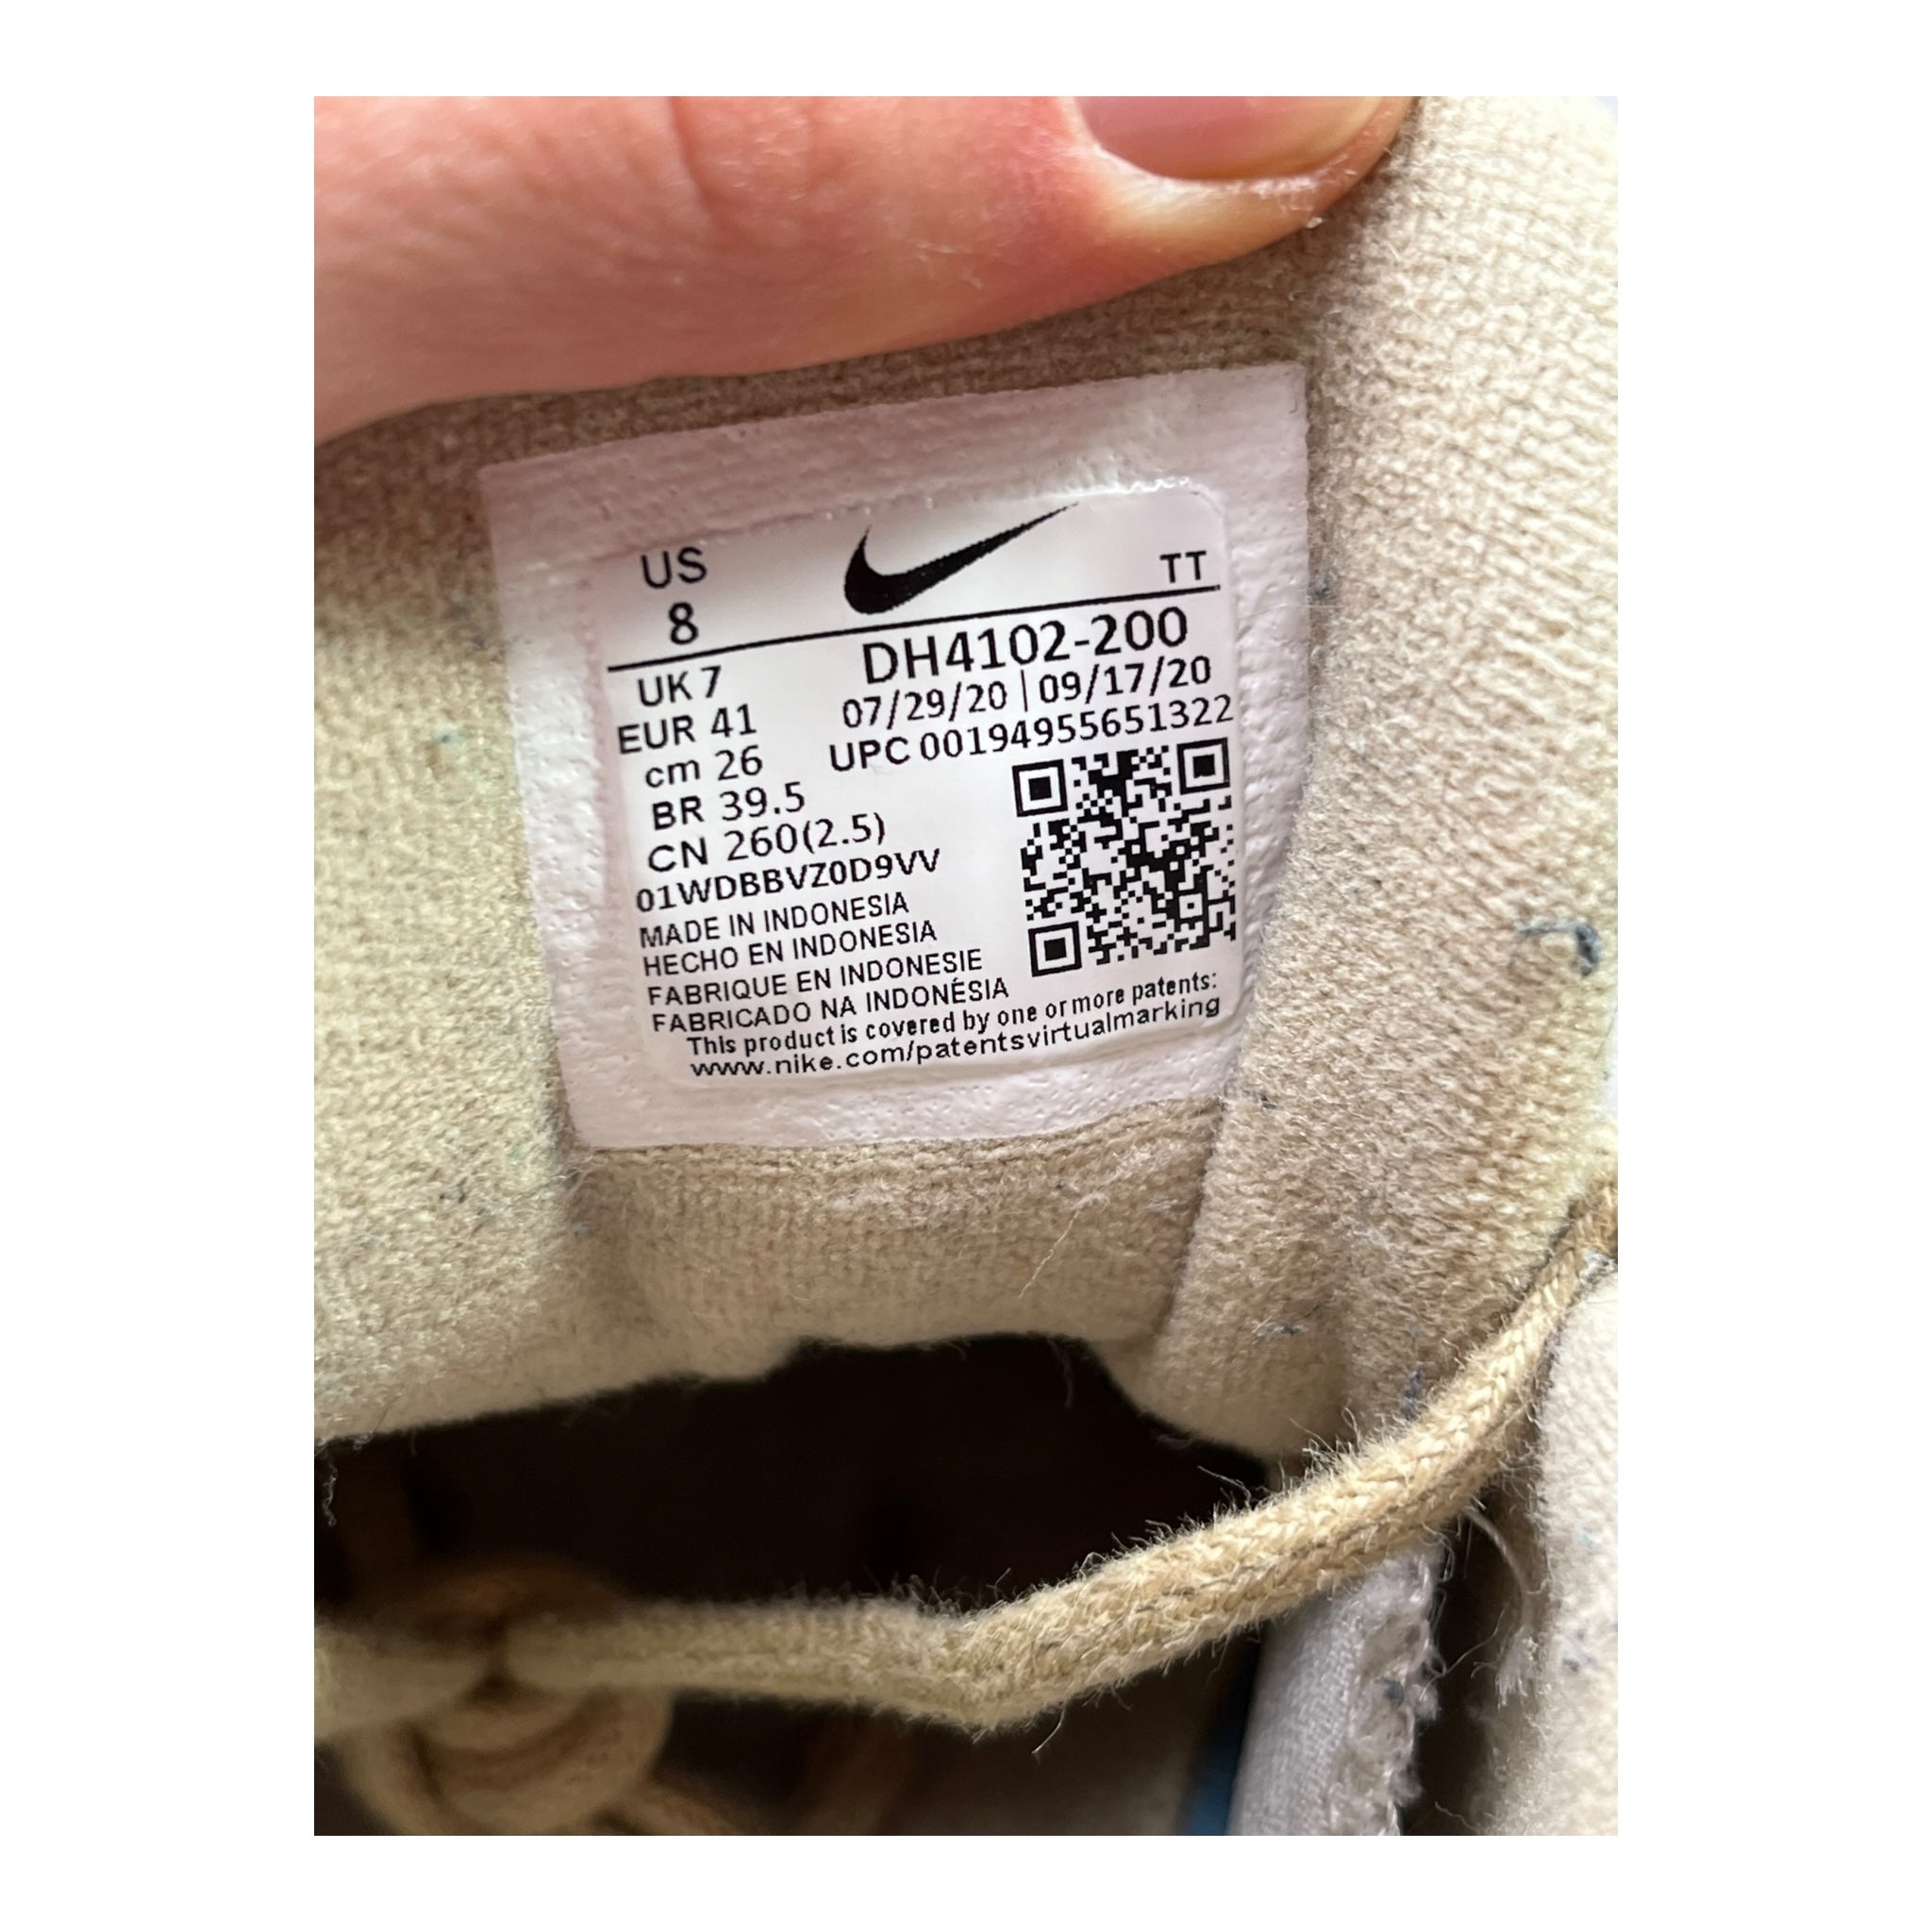 US TT
8
DH4102-200
UK 7
07/29/20 | 09/17/20
EUR 41
UPC 00194955651322
cm 26
BR 39.5
CN 260(2.5)
01WDBBVZ0D9VV
MADE IN INDONESIA
HECHO EN INDONESIA
FABRIQUE EN INDONESIE
FABRICADO NA INDONÉSIA
This product is covered by one or more patents:
www.nike.com/patentsvirtualmarking